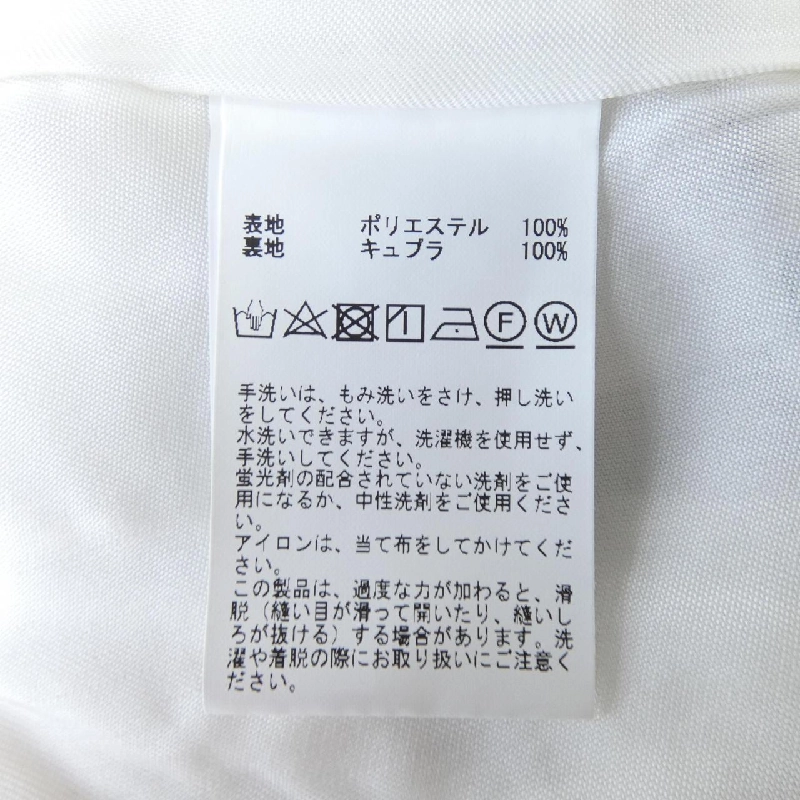 表地 ポリエステル 100%
裏地 キュプラ 100%
F W
手洗いは、もみ洗いをさけ、押し洗い
をしてください。
水洗いできますが、洗濯機を使用せず、
手洗いしてください。
蛍光剤の配合されていない洗剤をご使
用になるか、中性洗剤をご使用くださ
い。
アイロンは、当て布をしてかけてくだ
さい。
この製品は、過度な力が加わると、滑
脱（縫い目が滑って開いたり、縫いし
ろが抜ける）する場合があります。洗
濯や着脱の際にお取り扱いにご注意く
ださい。